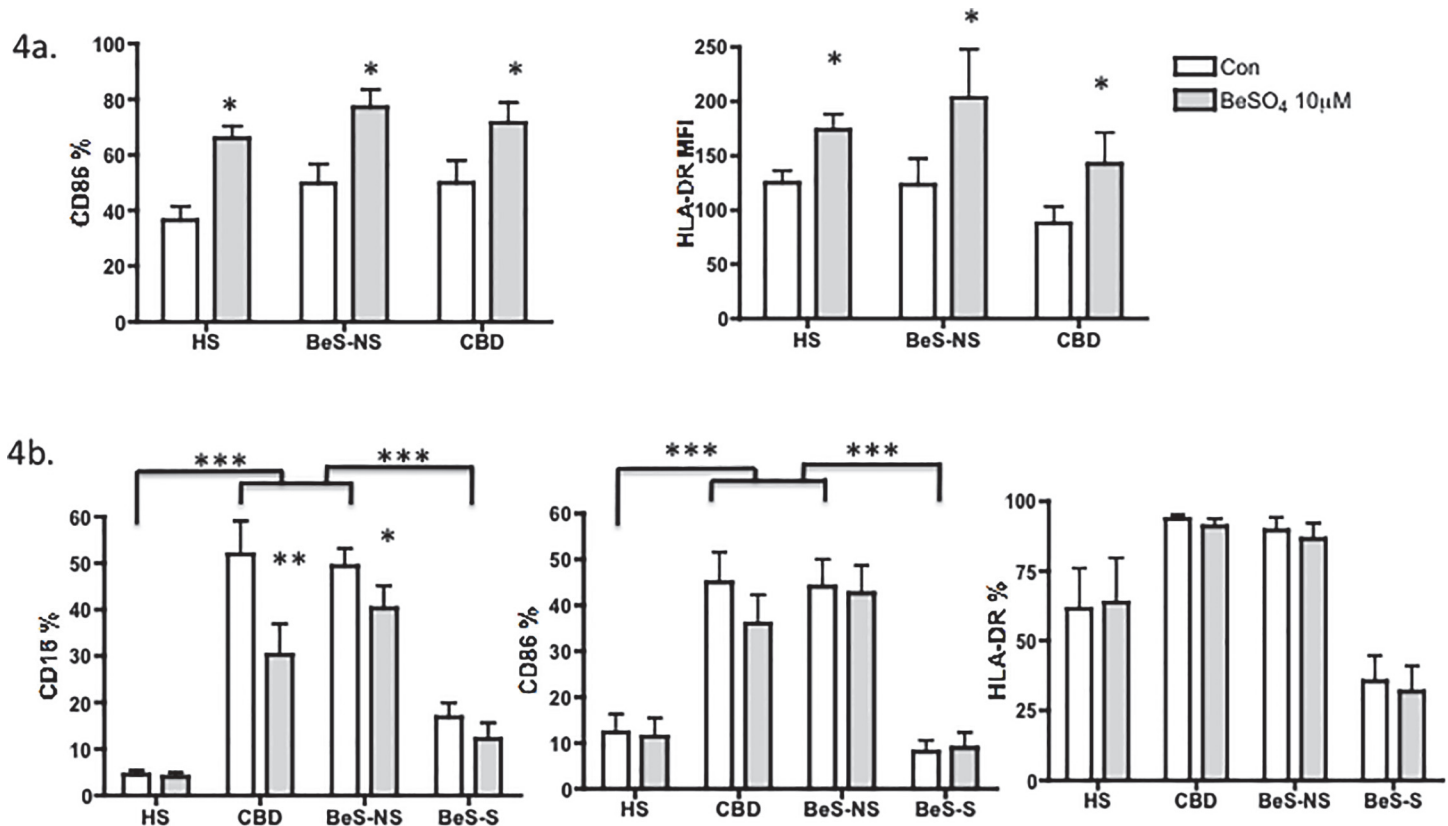 4a.
100
80
60
40
20
0
CD86 %
*
*
*
HS
BeS-NS
CBD
250
200
150
100
50
0
HLA-DR MFI
*
*
*
HS
BeS-NS
CBD
Con
BeSO₄ 10µM
4b.
60
50
40
30
20
10
0
CD16 %
***
***
**
*
HS
CBD
BeS-NS
BeS-S
60
50
40
30
20
10
0
CD86 %
***
***
HS
CBD
BeS-NS
BeS-S
100
75
50
25
0
HLA-DR %
HS
CBD
BeS-NS
BeS-S